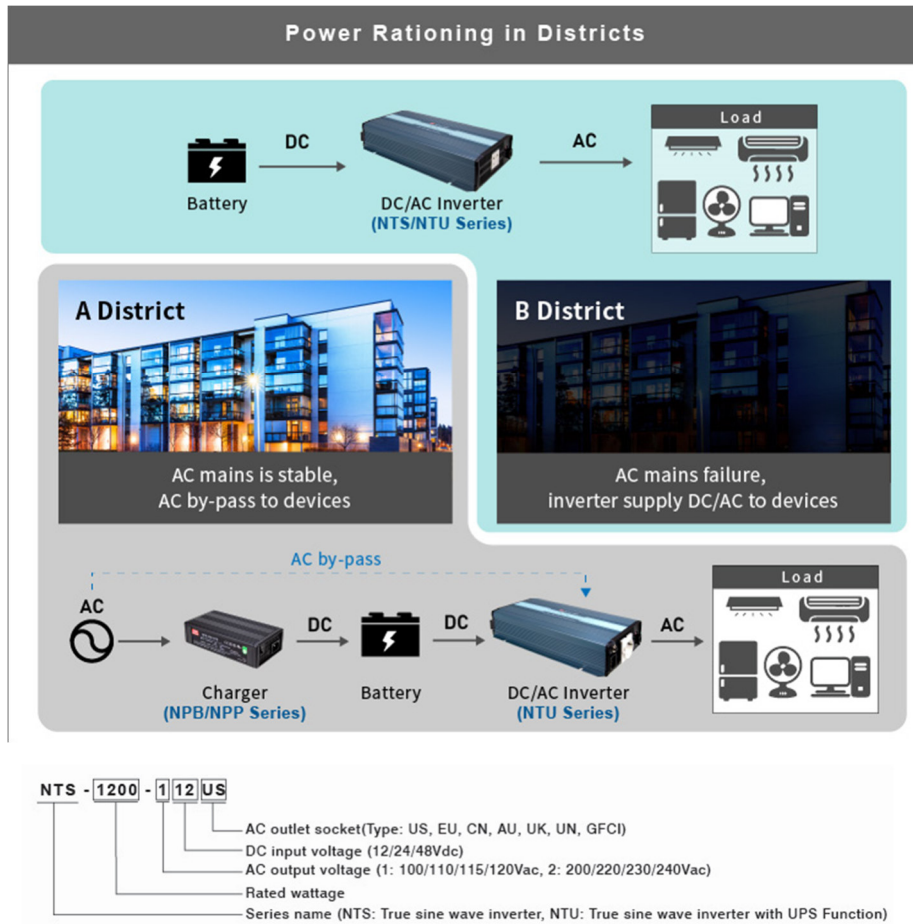 Power Rationing in Districts
Load
DC
AC
Battery
DC/AC Inverter
(NTS/NTU Series)
A District
B District
AC mains is stable,
AC by-pass to devices
AC mains failure,
inverter supply DC/AC to devices
AC by-pass
Load
AC
DC
DC
AC
Charger
(NPB/NPP Series)
Battery
DC/AC Inverter
(NTU Series)
NTS - 1200 - 1 12 US
AC outlet socket(Type: US, EU, CN, AU, UK, UN, GFCI)
DC input voltage (12/24/48Vdc)
AC output voltage (1: 100/110/115/120Vac, 2: 200/220/230/240Vac)
Rated wattage
Series name (NTS: True sine wave inverter, NTU: True sine wave inverter with UPS Function)